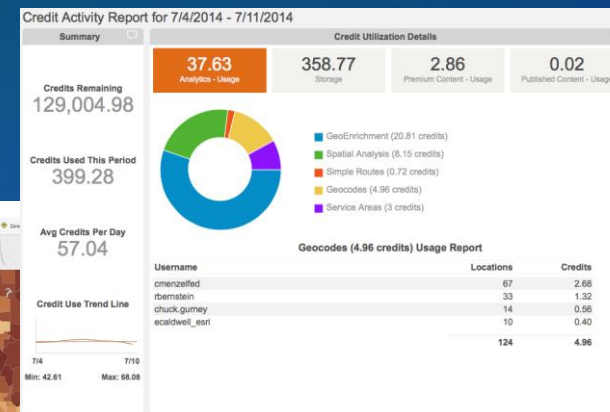 Credit Activity Report for 7/4/2014 - 7/11/2014
Summary
Credits Remaining
129,004.98
Credits Used This Period
399.28
Avg Credits Per Day
57.04
Credit Use Trend Line
7/4 7/10
Min: 42.61 Max: 68.08
Credit Utilization Details
37.63
Analytics - Usage
358.77
Storage
2.86
Premium Content - Usage
0.02
Published Content - Usage
GeoEnrichment (20.81 credits)
Spatial Analysis (8.15 credits)
Simple Routes (0.72 credits)
Geocodes (4.96 credits)
Service Areas (3 credits)
Geocodes (4.96 credits) Usage Report
Username Locations Credits
cmenzelfed 67 2.68
rbernstein 33 1.32
chuck.gurney 14 0.56
ecaldwell_esri 10 0.40
124 4.96